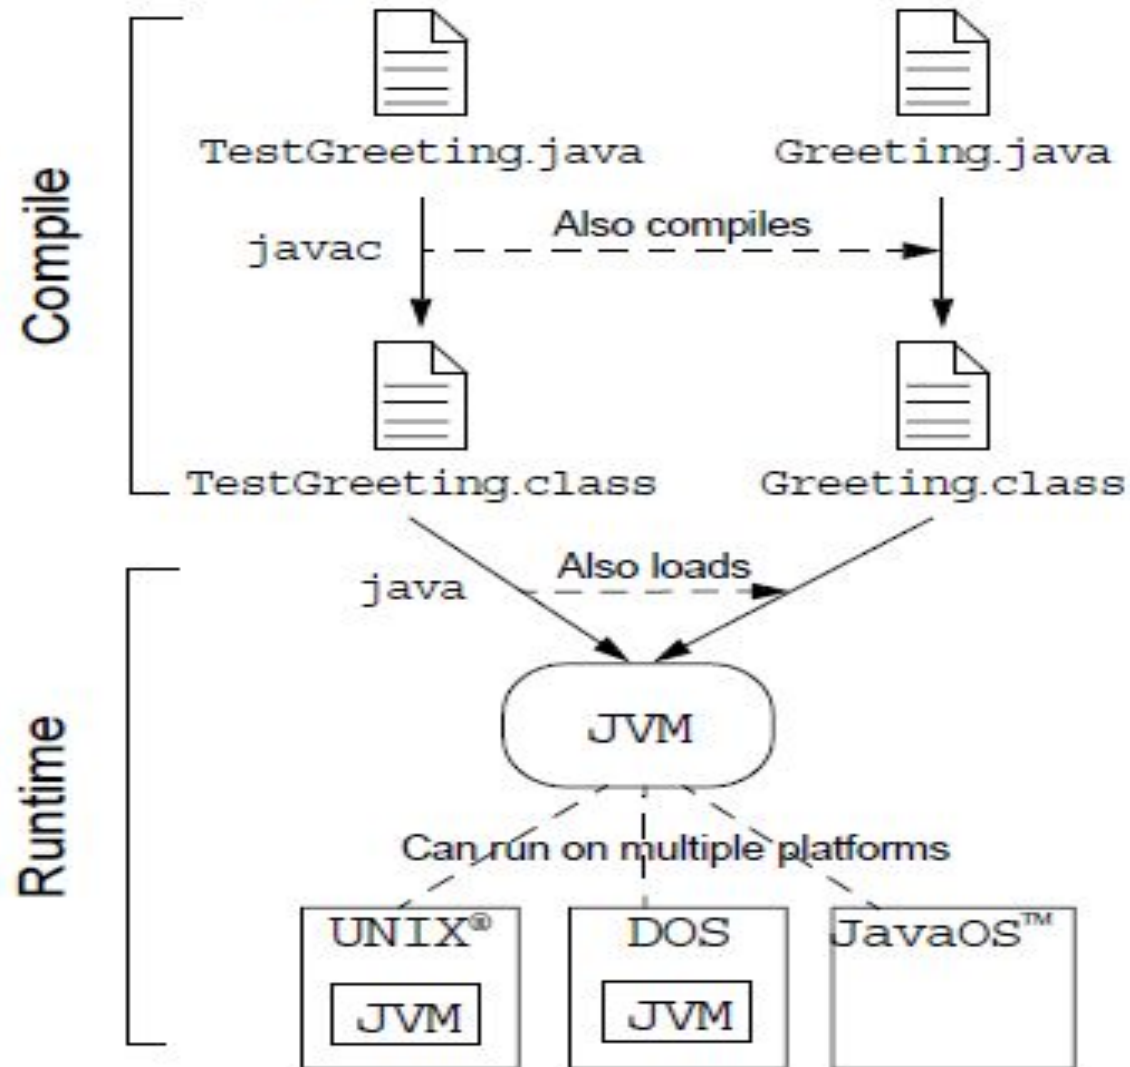 Compile
TestGreeting.java
Greeting.java
javac
Also compiles
TestGreeting.class
Greeting.class
Runtime
java
Also loads
JVM
Can run on multiple platforms
UNIX®
DOS
JavaOS™
JVM
JVM